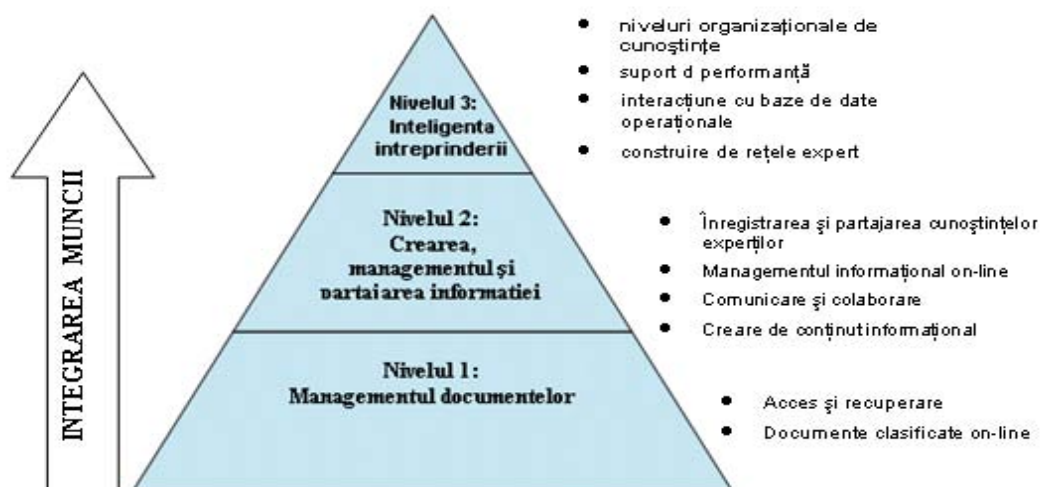 INTEGRAREA MUNCII
Nivelul 3:
Inteligenta
intreprinderii
• niveluri organizaționale de
cunoștințe
• suport d performanță
• interacțiune cu baze de date
operaționale
• construire de rețele expert
Nivelul 2:
Crearea,
managementul și
partajarea informatiei
• Înregistrarea și partajarea cunoștințelor
experților
• Managementul informațional on-line
• Comunicare și colaborare
• Creare de conținut informațional
Nivelul 1:
Managementul documentelor
• Acces și recuperare
• Documente clasificate on-line